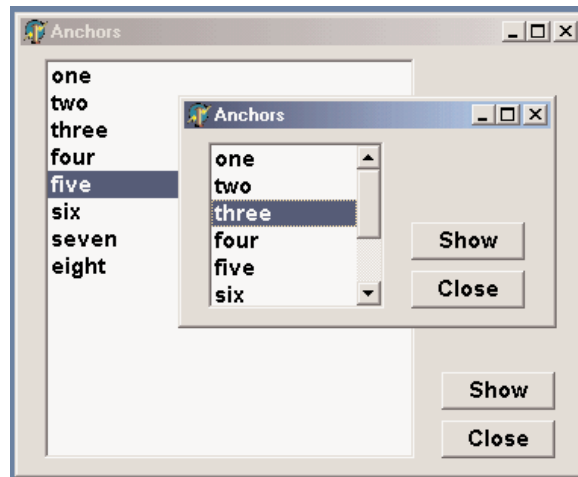 Anchors
one
two
three
four
five
six
seven
eight
Show
Close
Anchors
one
two
three
four
five
six
Show
Close